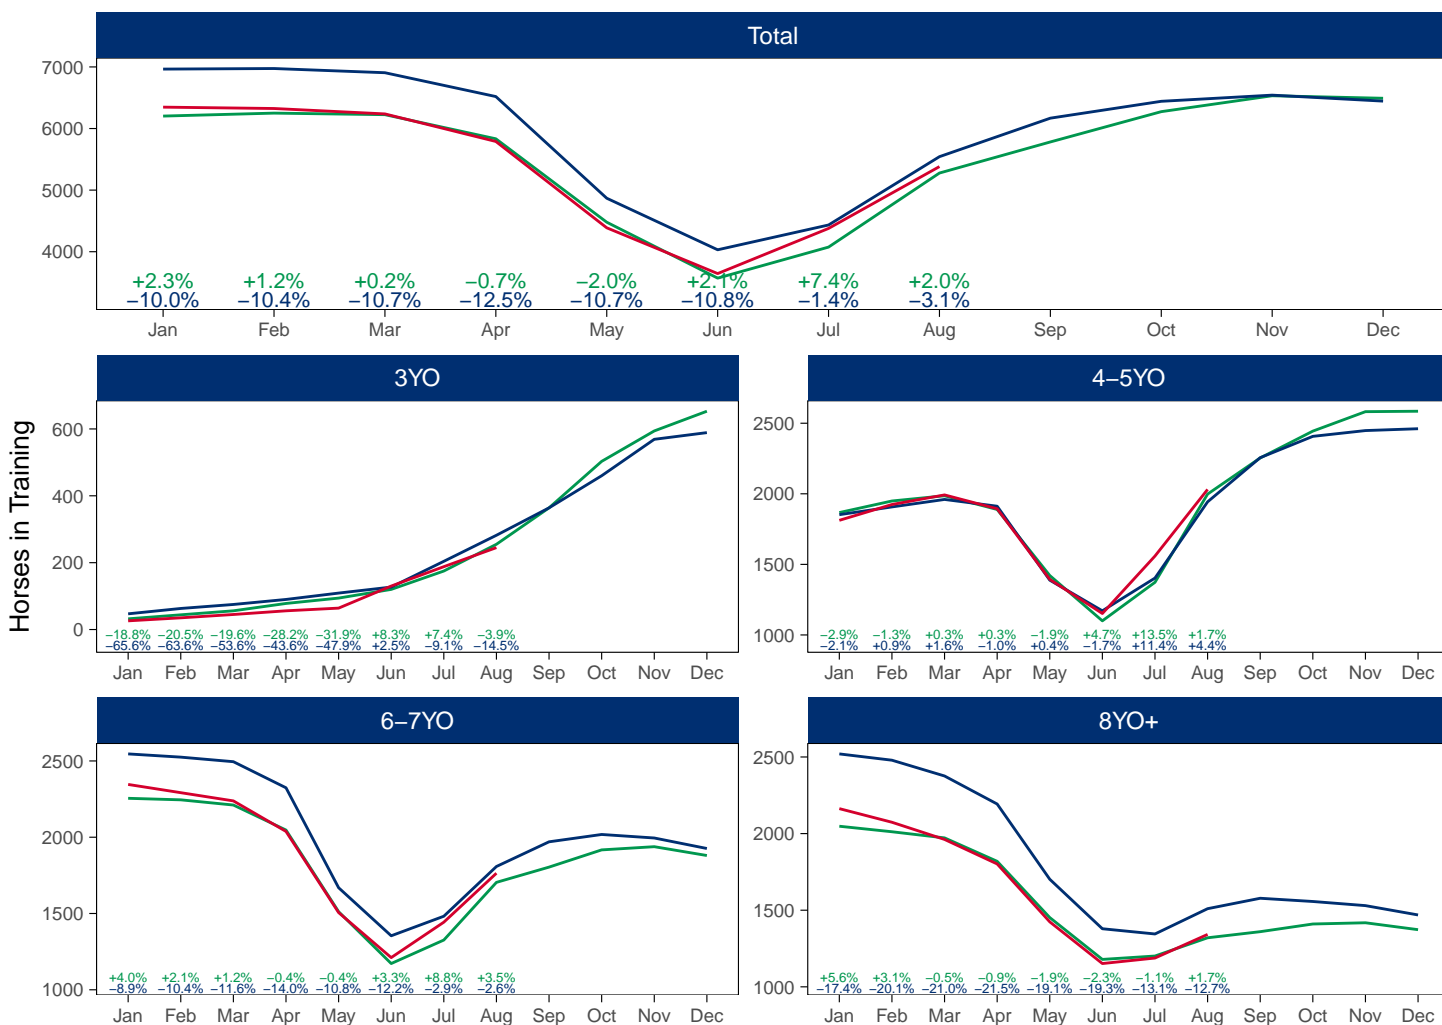 Total
7000
6000
5000
4000
+2.3% +1.2% +0.2% −0.7% −2.0% +2.1% +7.4% +2.0%
−10.0% −10.4% −10.7% −12.5% −10.7% −10.8% −1.4% −3.1%
Jan Feb Mar Apr May Jun Jul Aug Sep Oct Nov Dec
Horses in Training
3YO
600
400
200
0
−18.8% −20.5% −19.6% −28.2% −31.9% +8.3% +7.4% −3.9%
−65.6% −63.6% −53.6% −43.6% −47.9% +2.5% −9.1% −14.5%
Jan Feb Mar Apr May Jun Jul Aug Sep Oct Nov Dec
4−5YO
2500
2000
1500
1000
−2.9% −1.3% +0.3% +0.3% −1.9% +4.7% +13.5% +1.7%
−2.1% +0.9% +1.6% −1.0% +0.4% −1.7% +11.4% +4.4%
Jan Feb Mar Apr May Jun Jul Aug Sep Oct Nov Dec
6−7YO
2500
2000
1500
1000
+4.0% +2.1% +1.2% −0.4% −0.4% +3.3% +8.8% +3.5%
−8.9% −10.4% −11.6% −14.0% −10.8% −12.2% −2.9% −2.6%
Jan Feb Mar Apr May Jun Jul Aug Sep Oct Nov Dec
8YO+
2500
2000
1500
1000
+5.6% +3.1% −0.5% −0.9% −1.9% −2.3% −1.1% +1.7%
−17.4% −20.1% −21.0% −21.5% −19.1% −19.3% −13.1% −12.7%
Jan Feb Mar Apr May Jun Jul Aug Sep Oct Nov Dec